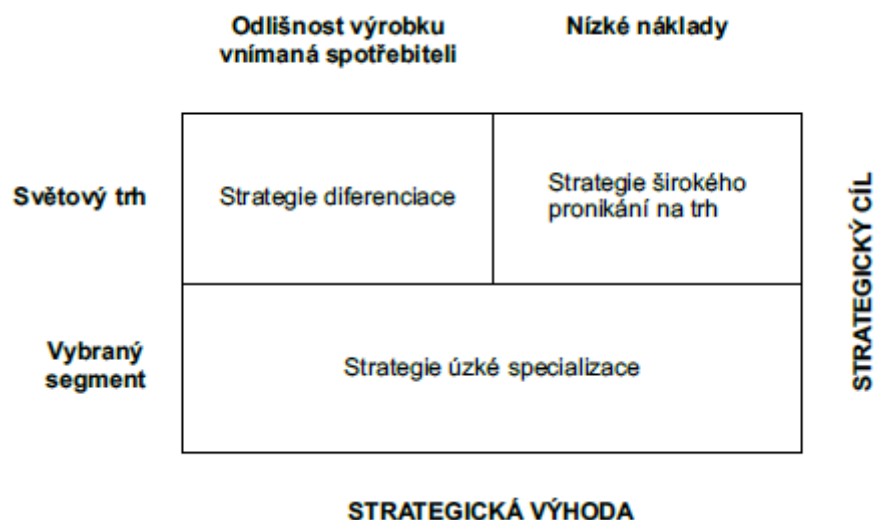 Odlišnost výrobku
vnímaná spotřebiteli
Nízké náklady
Světový trh
Strategie diferenciace
Strategie širokého
pronikání na trh
STRATEGICKÝ CÍL
Vybraný
segment
Strategie úzké specializace
STRATEGICKÁ VÝHODA